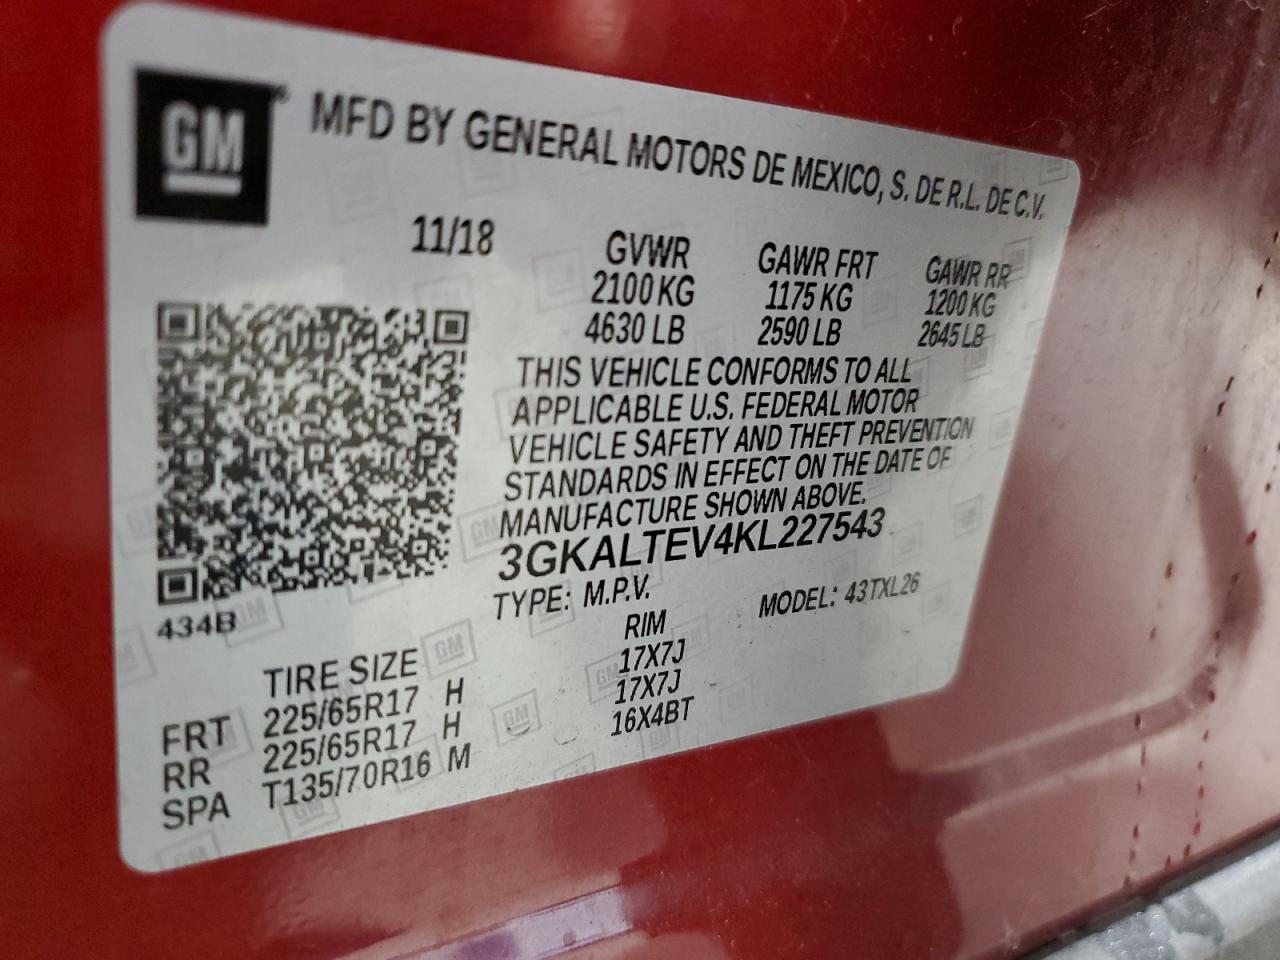 GM MFD BY GENERAL MOTORS DE MEXICO, S. DE R.L. DE C.V.
11/18 GVWR GAWR FRT GAWR RR
2100 KG 1175 KG 1200 KG
4630 LB 2590 LB 2645 LB
THIS VEHICLE CONFORMS TO ALL
APPLICABLE U.S. FEDERAL MOTOR
VEHICLE SAFETY AND THEFT PREVENTION
STANDARDS IN EFFECT ON THE DATE OF
MANUFACTURE SHOWN ABOVE.
3GKALTEV4KL227543
434B TYPE: M.P.V. MODEL: 43TXL26
TIRE SIZE RIM
FRT 225/65R17 H 17X7J
RR 225/65R17 H 17X7J
SPA T135/70R16 M 16X4BT